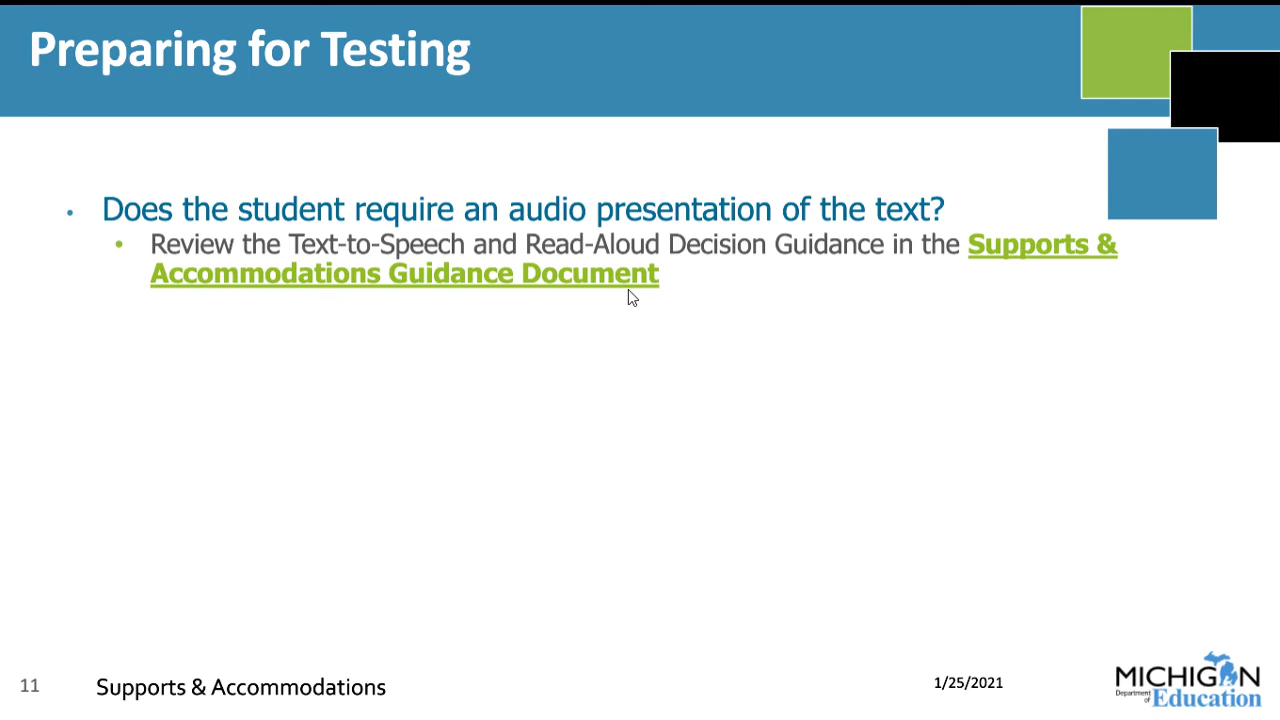 Preparing for Testing
• Does the student require an audio presentation of the text?
• Review the Text-to-Speech and Read-Aloud Decision Guidance in the Supports &
Accommodations Guidance Document
11
Supports & Accommodations
1/25/2021
MICHIGAN
Department of Education